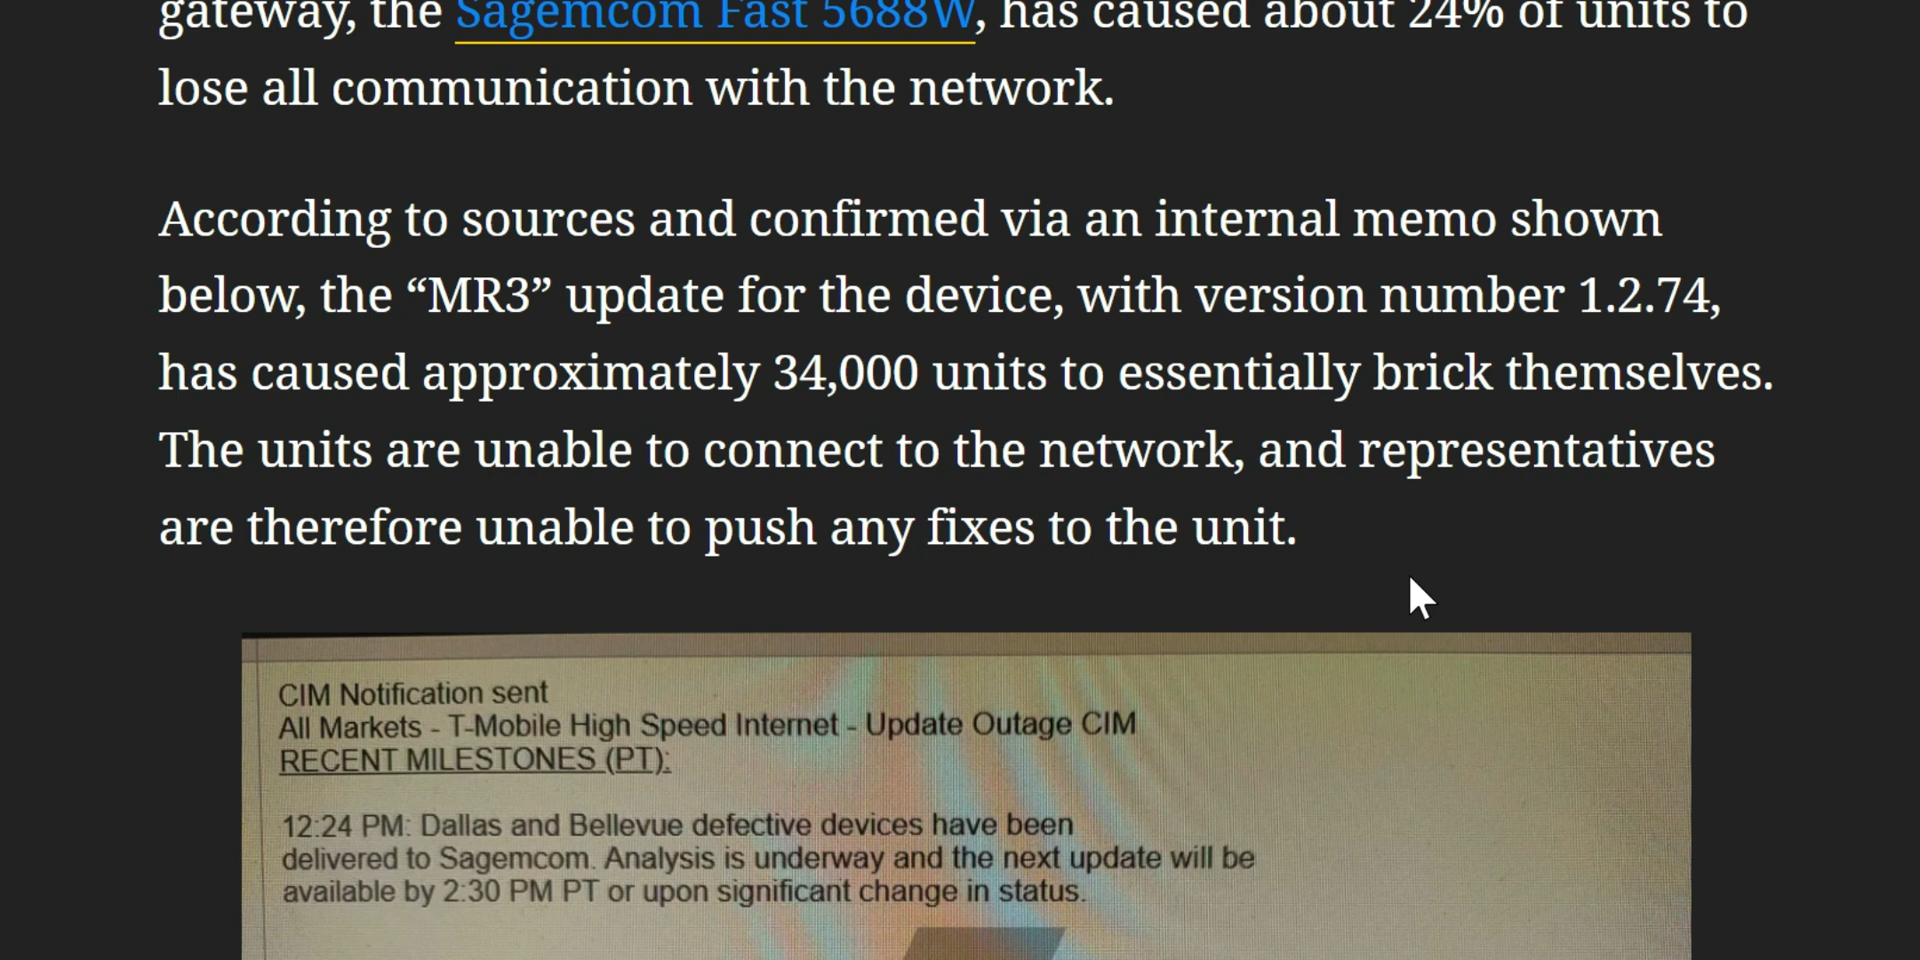 gateway, the Sagemcom Fast 5688W, has caused about 24% of units to
lose all communication with the network.
According to sources and confirmed via an internal memo shown
below, the “MR3” update for the device, with version number 1.2.74,
has caused approximately 34,000 units to essentially brick themselves.
The units are unable to connect to the network, and representatives
are therefore unable to push any fixes to the unit.
CIM Notification sent
All Markets - T-Mobile High Speed Internet - Update Outage CIM
RECENT MILESTONES (PT):
12:24 PM: Dallas and Bellevue defective devices have been
delivered to Sagemcom. Analysis is underway and the next update will be
available by 2:30 PM PT or upon significant change in status.